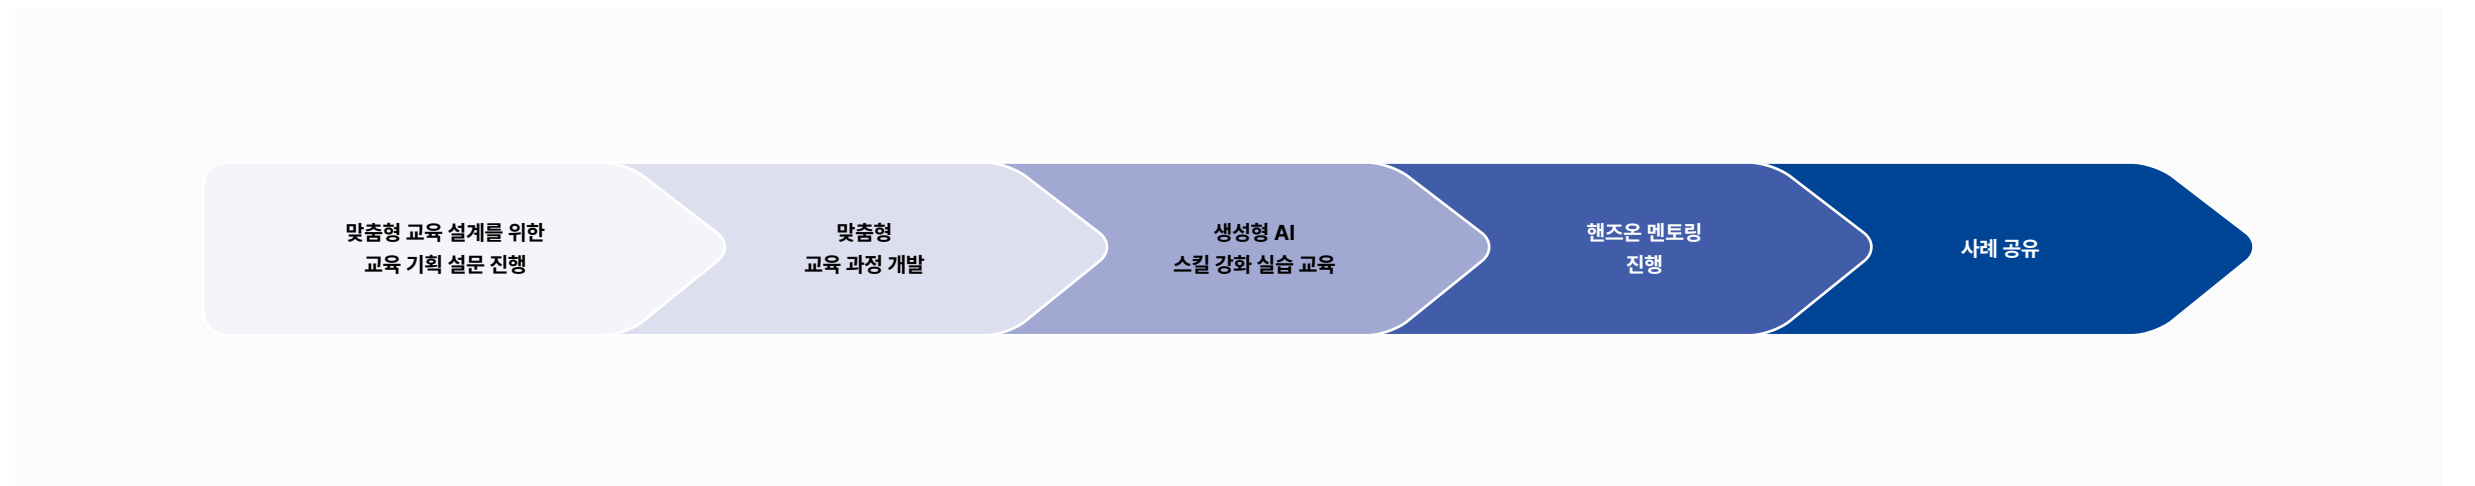 맞춤형 교육 설계를 위한
교육 기획 설문 진행
맞춤형
교육 과정 개발
생성형 AI
스킬 강화 실습 교육
핸즈온 멘토링
진행
사례 공유